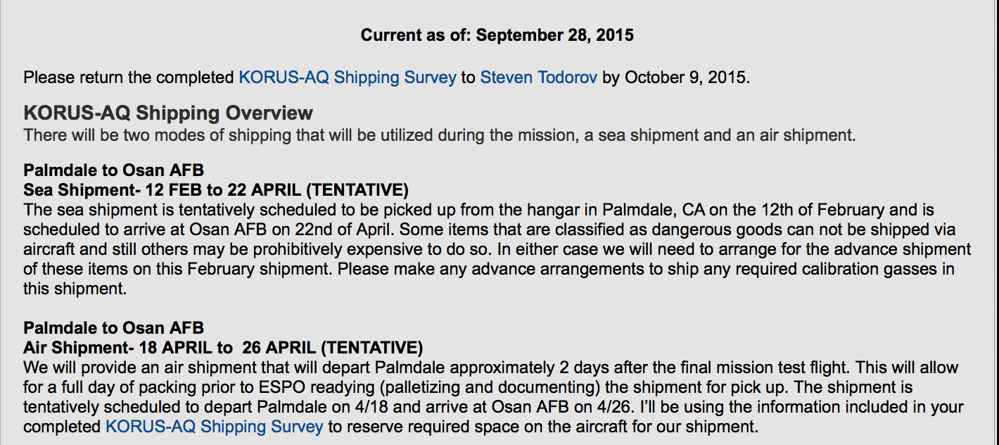 Current as of: September 28, 2015
Please return the completed KORUS-AQ Shipping Survey to Steven Todorov by October 9, 2015.
KORUS-AQ Shipping Overview
There will be two modes of shipping that will be utilized during the mission, a sea shipment and an air shipment.
Palmdale to Osan AFB
Sea Shipment- 12 FEB to 22 APRIL (TENTATIVE)
The sea shipment is tentatively scheduled to be picked up from the hangar in Palmdale, CA on the 12th of February and is
scheduled to arrive at Osan AFB on 22nd of April. Some items that are classified as dangerous goods can not be shipped via
aircraft and still others may be prohibitively expensive to do so. In either case we will need to arrange for the advance shipment
of these items on this February shipment. Please make any advance arrangements to ship any required calibration gasses in
this shipment.
Palmdale to Osan AFB
Air Shipment- 18 APRIL to  26 APRIL (TENTATIVE)
We will provide an air shipment that will depart Palmdale approximately 2 days after the final mission test flight. This will allow
for a full day of packing prior to ESPO readying (palletizing and documenting) the shipment for pick up. The shipment is
tentatively scheduled to depart Palmdale on 4/18 and arrive at Osan AFB on 4/26. I’ll be using the information included in your
completed KORUS-AQ Shipping Survey to reserve required space on the aircraft for our shipment.